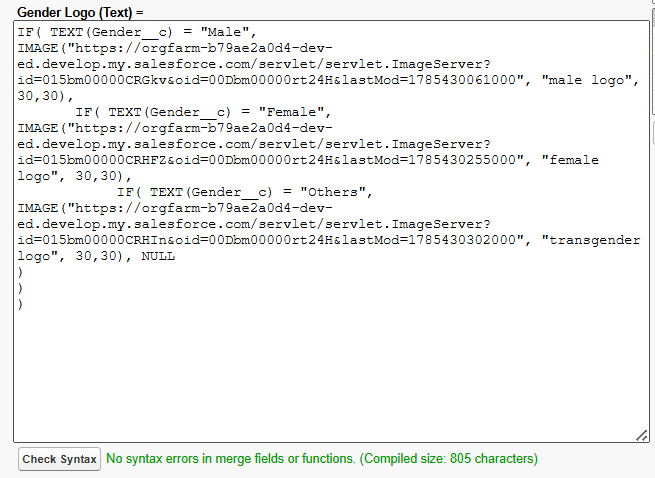 Gender Logo (Text) =
IF( TEXT(Gender__c) = "Male",
IMAGE("https://orgfarm-b79ae2a0d4-dev-
ed.develop.my.salesforce.com/servlet/servlet.ImageServer?
id=015bm00000CRGkv&oid=00Dbm00000rt24H&lastMod=1785430061000", "male logo",
30,30),
IF( TEXT(Gender__c) = "Female",
IMAGE("https://orgfarm-b79ae2a0d4-dev-
ed.develop.my.salesforce.com/servlet/servlet.ImageServer?
id=015bm00000CRHFZ&oid=00Dbm00000rt24H&lastMod=1785430255000", "female
logo", 30,30),
IF( TEXT(Gender__c) = "Others",
IMAGE("https://orgfarm-b79ae2a0d4-dev-
ed.develop.my.salesforce.com/servlet/servlet.ImageServer?
id=015bm00000CRHIn&oid=00Dbm00000rt24H&lastMod=1785430302000", "transgender
logo", 30,30), NULL
)
)
)
Check Syntax No syntax errors in merge fields or functions. (Compiled size: 805 characters)